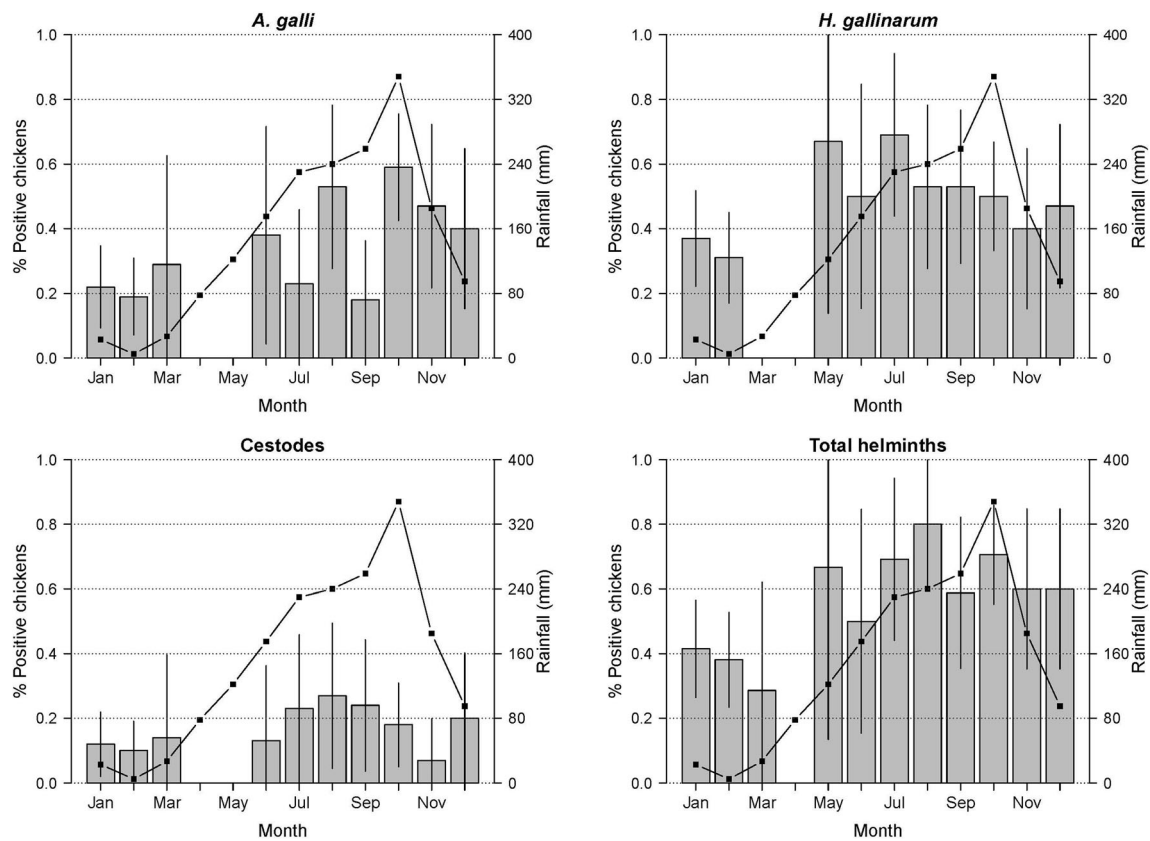 A. galli
1.0
0.8
0.6
0.4
0.2
0.0
% Positive chickens
400
320
240
160
80
0
Rainfall (mm)
Jan Mar May Jul Sep Nov
Month
H. gallinarum
1.0
0.8
0.6
0.4
0.2
0.0
% Positive chickens
400
320
240
160
80
0
Rainfall (mm)
Jan Mar May Jul Sep Nov
Month
Cestodes
1.0
0.8
0.6
0.4
0.2
0.0
% Positive chickens
400
320
240
160
80
0
Rainfall (mm)
Jan Mar May Jul Sep Nov
Month
Total helminths
1.0
0.8
0.6
0.4
0.2
0.0
% Positive chickens
400
320
240
160
80
0
Rainfall (mm)
Jan Mar May Jul Sep Nov
Month